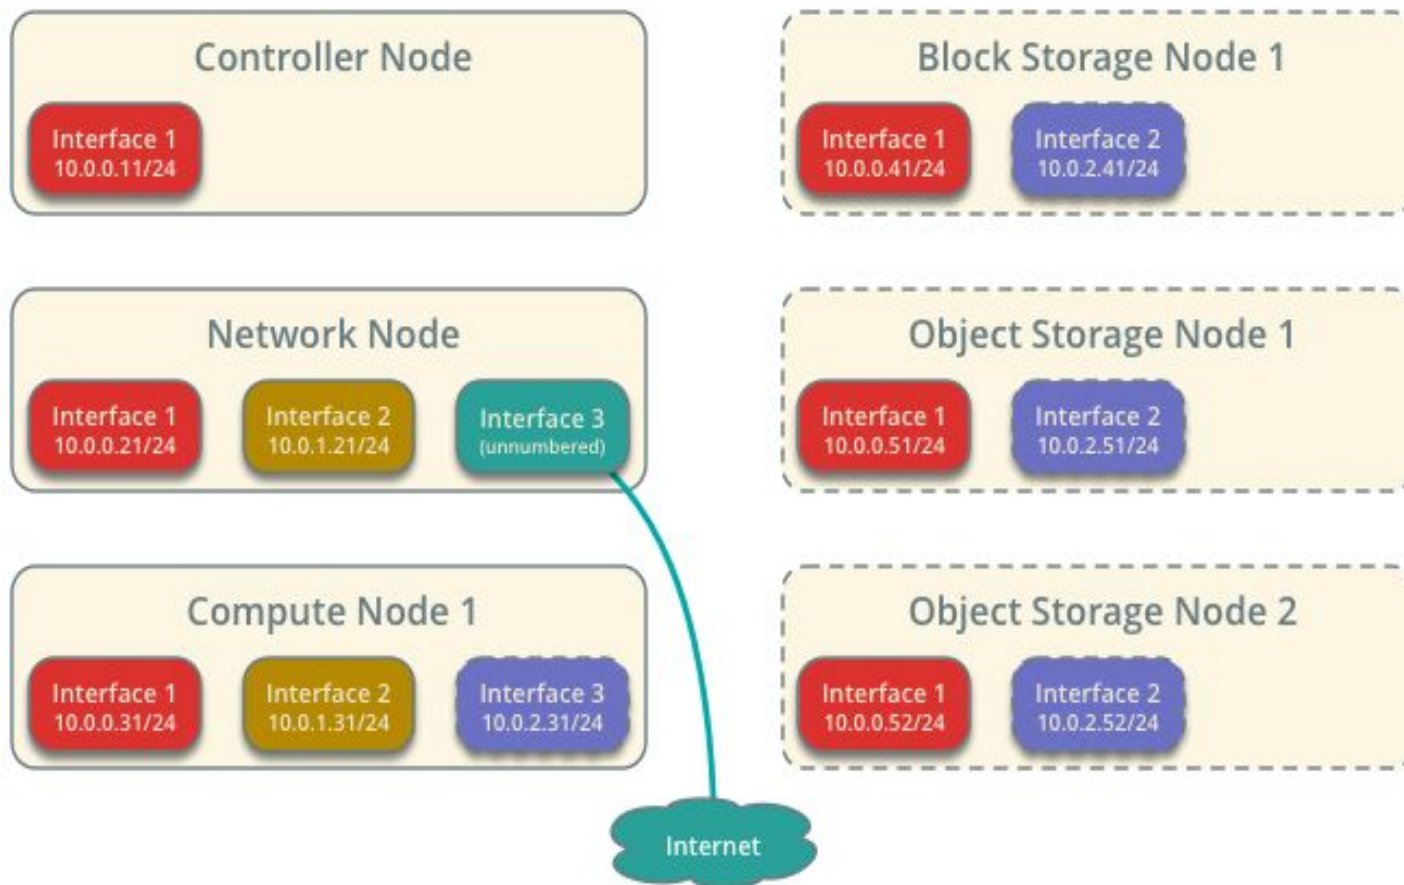 Controller Node
Interface 1
10.0.0.11/24
Block Storage Node 1
Interface 1
10.0.0.41/24
Interface 2
10.0.2.41/24
Network Node
Interface 1
10.0.0.21/24
Interface 2
10.0.1.21/24
Interface 3
(unnumbered)
Object Storage Node 1
Interface 1
10.0.0.51/24
Interface 2
10.0.2.51/24
Compute Node 1
Interface 1
10.0.0.31/24
Interface 2
10.0.1.31/24
Interface 3
10.0.2.31/24
Object Storage Node 2
Interface 1
10.0.0.52/24
Interface 2
10.0.2.52/24
Internet